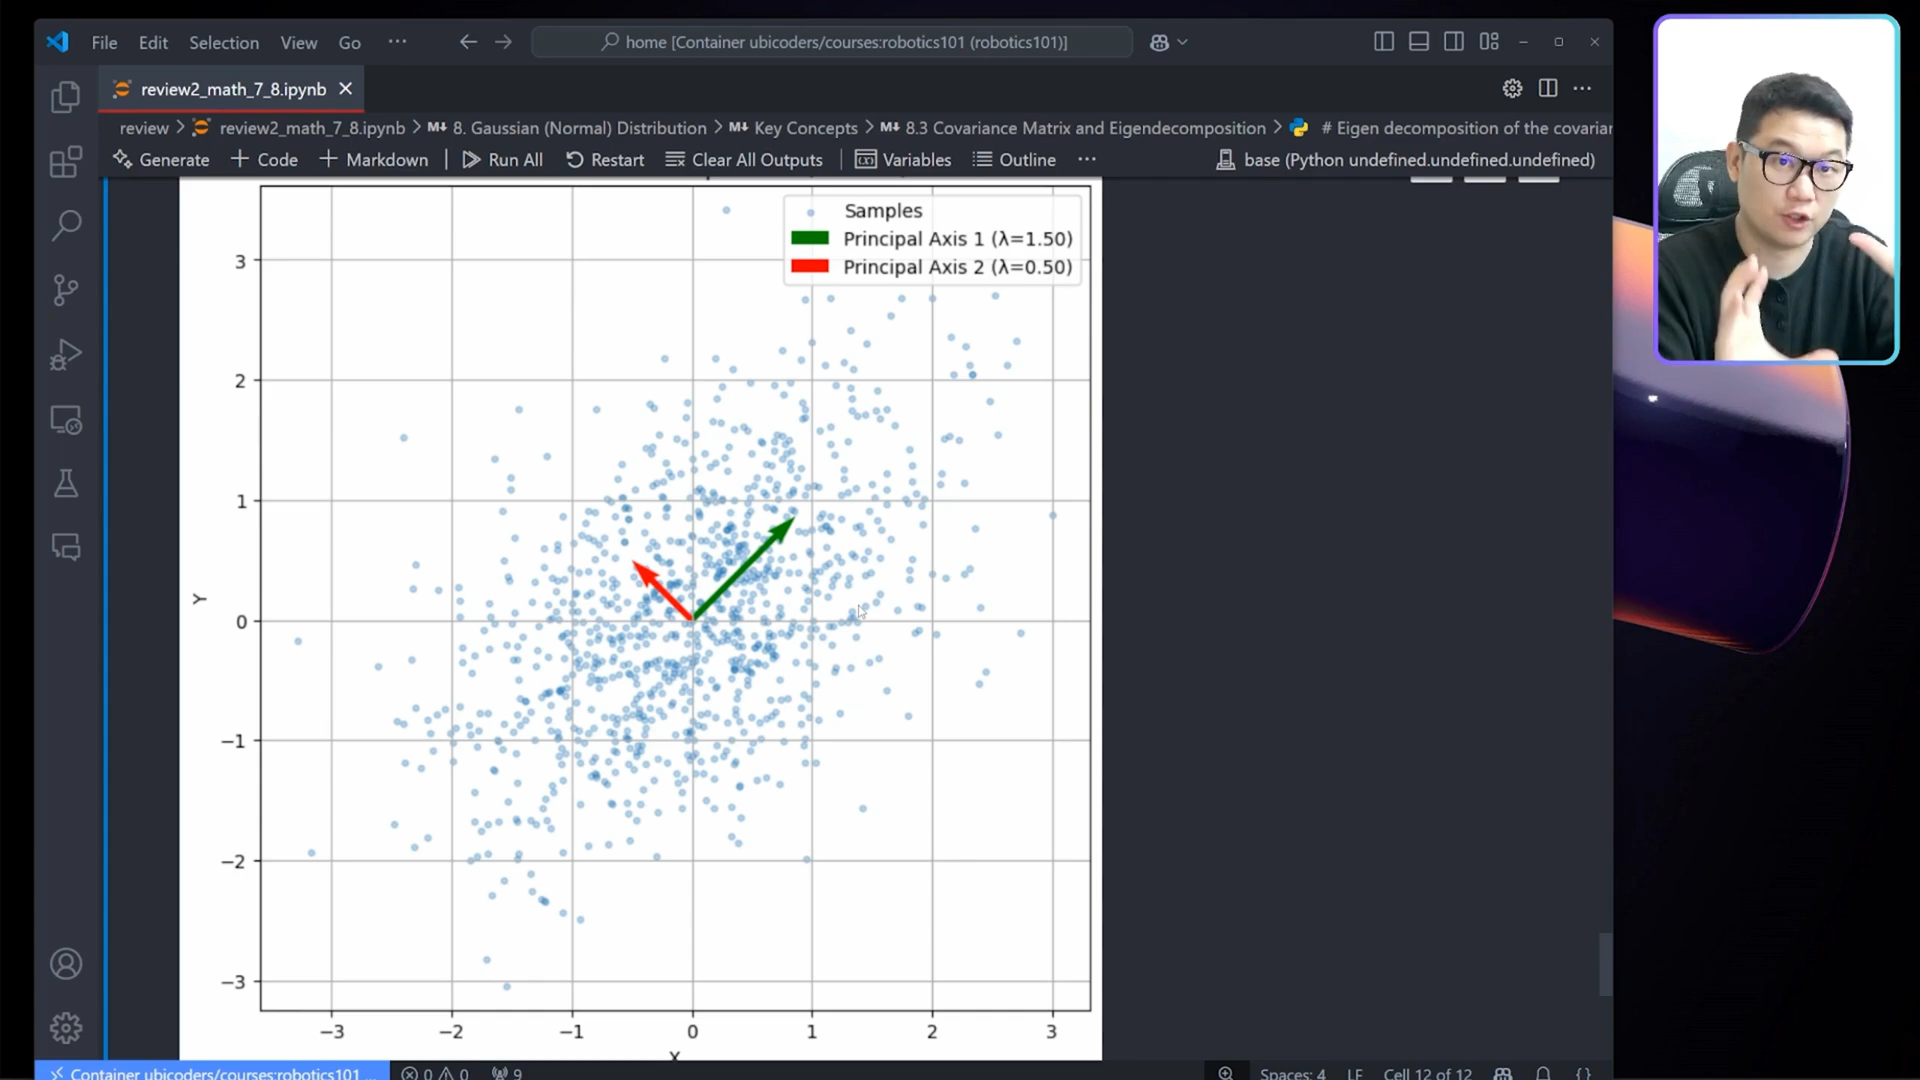 File Edit Selection View Go ··· home [Container ubicoders/courses:robotics101 (robotics101)]
review2_math_7_8.ipynb
review > review2_math_7_8.ipynb > M↓ 8. Gaussian (Normal) Distribution > M↓ Key Concepts > M↓ 8.3 Covariance Matrix and Eigendecomposition > # Eigen decomposition of the covarian
Generate + Code + Markdown | Run All Restart Clear All Outputs | Variables Outline ··· base (Python undefined.undefined.undefined)
Samples
Principal Axis 1 (λ=1.50)
Principal Axis 2 (λ=0.50)
3
2
1
0
−1
−2
−3
Y
−3 −2 −1 0 1 2 3
X
Container ubicoders/courses:robotics101 ... 0 0 9 Spaces: 4 LF Cell 12 of 12 {}